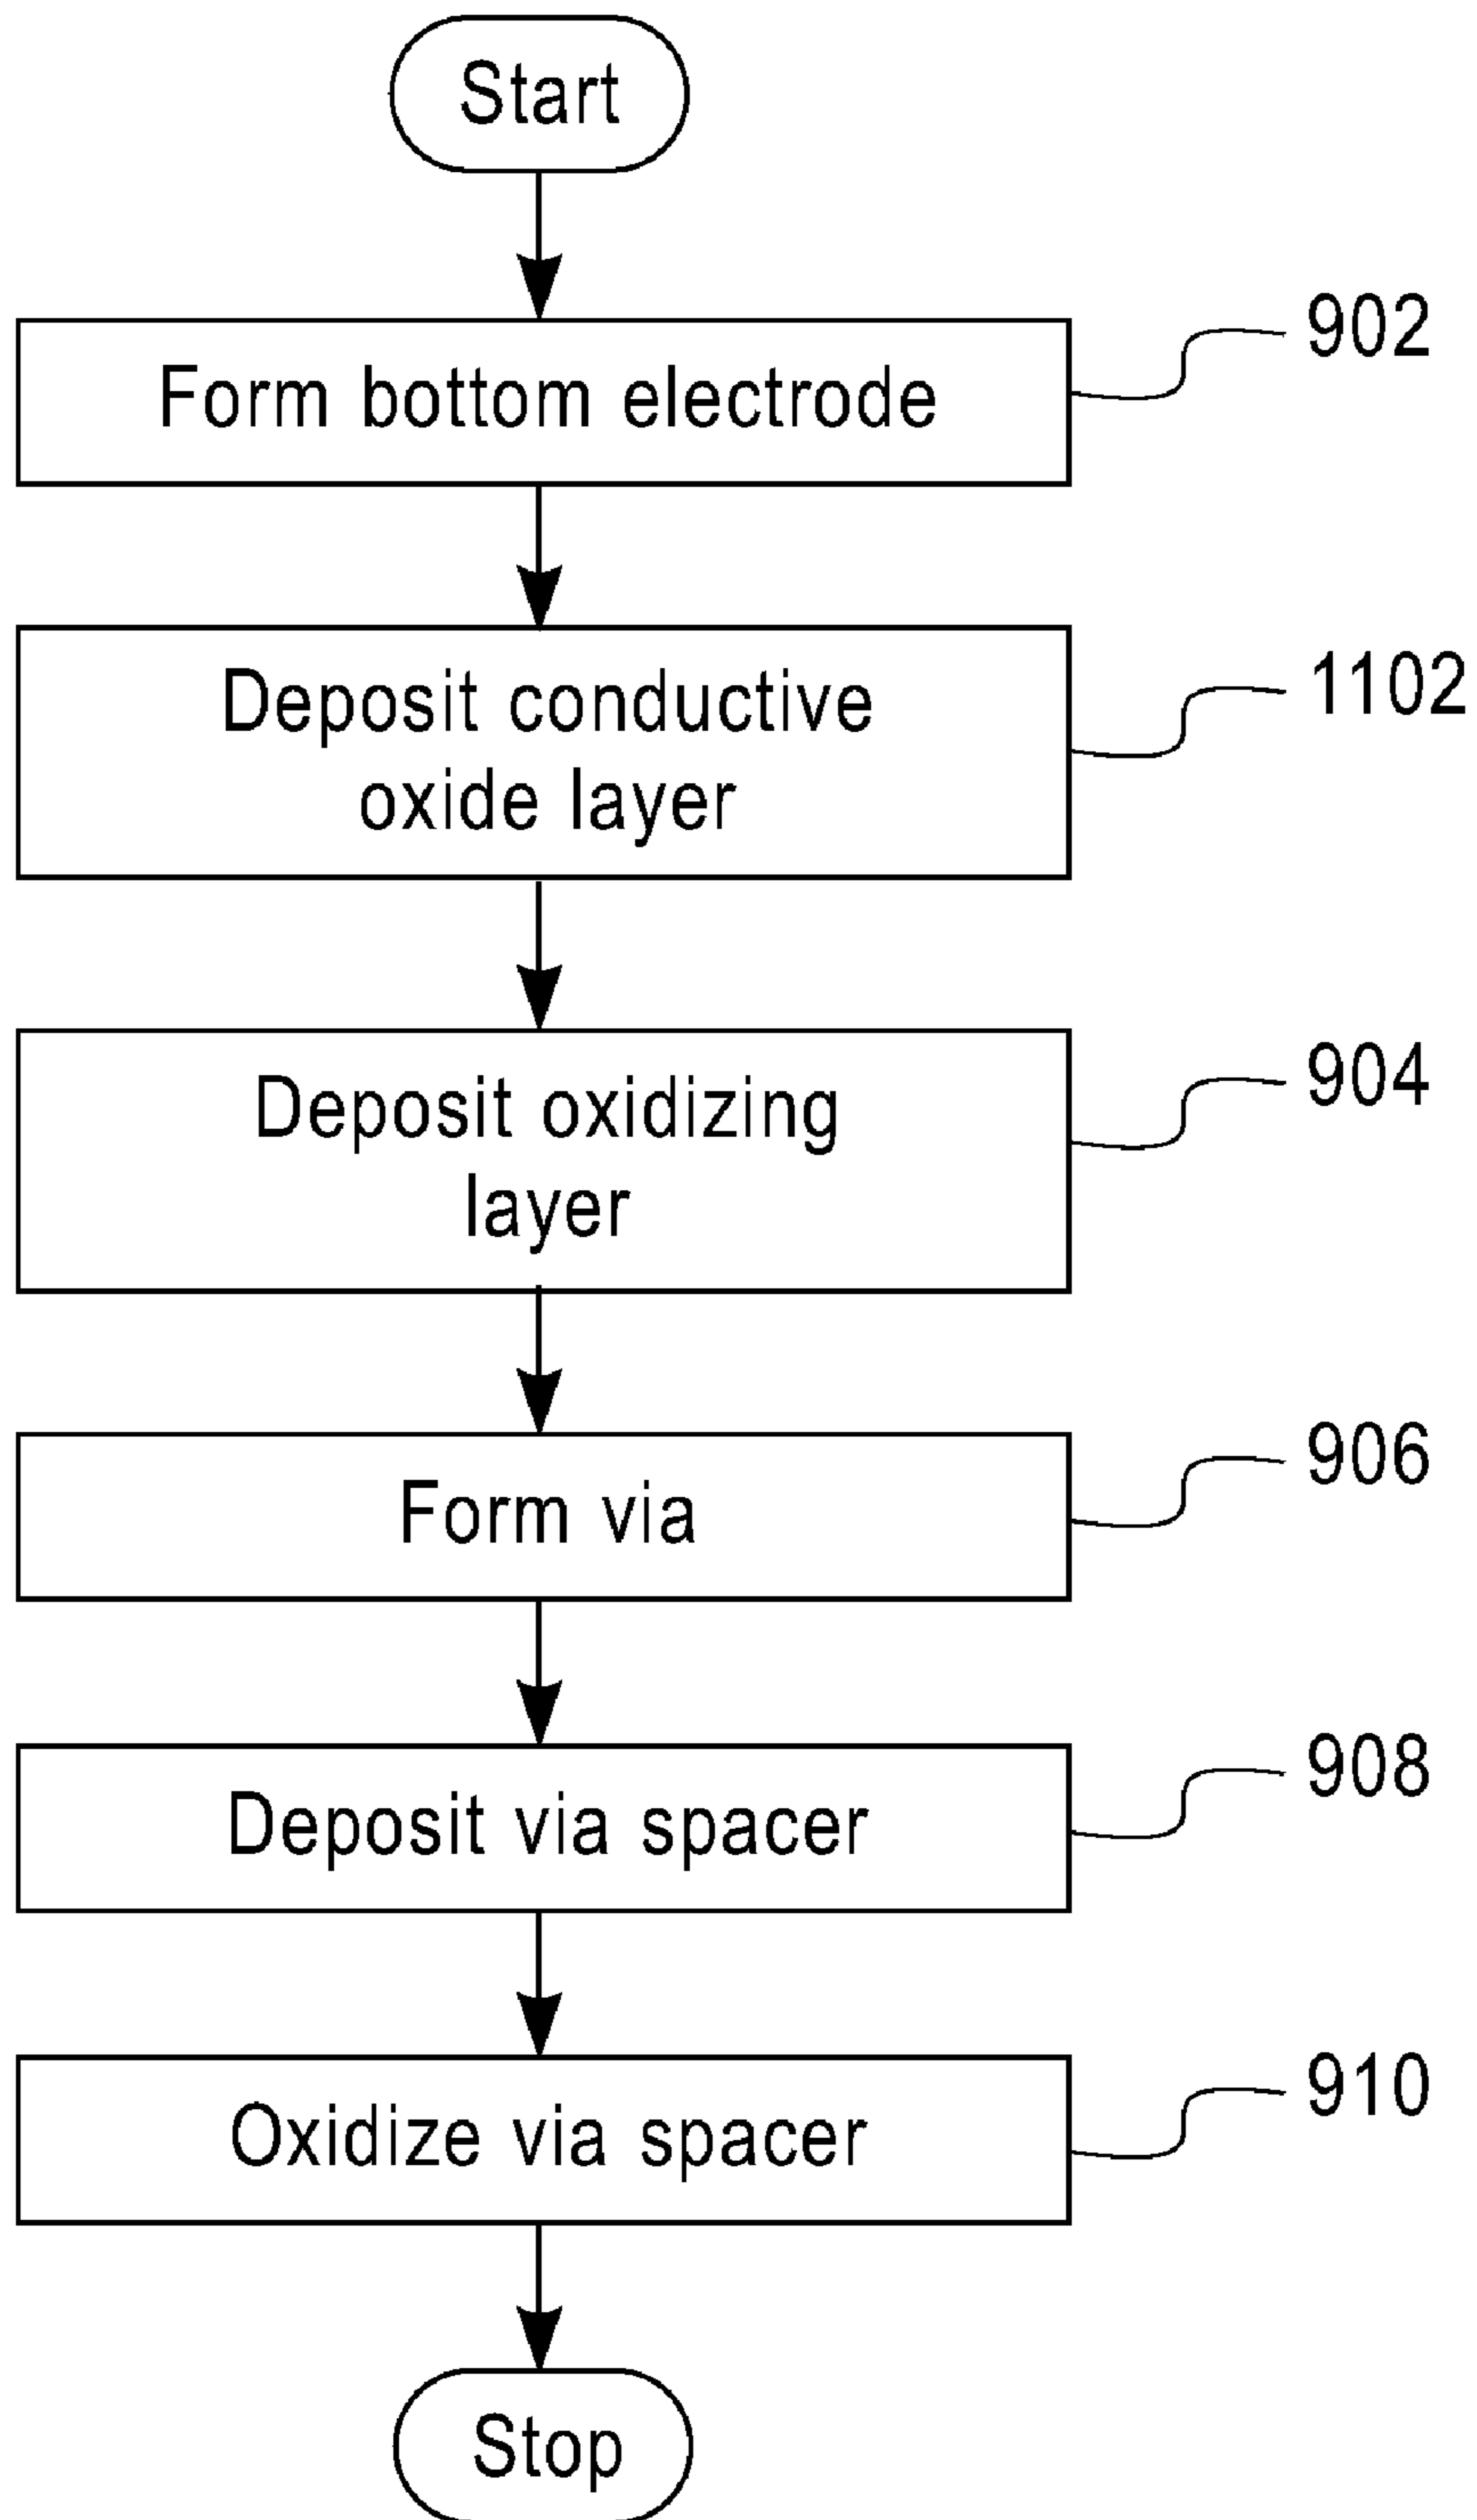 Start
Form bottom electrode
902
Deposit conductive
oxide layer
1102
Deposit oxidizing
layer
904
Form via
906
Deposit via spacer
908
Oxidize via spacer
910
Stop